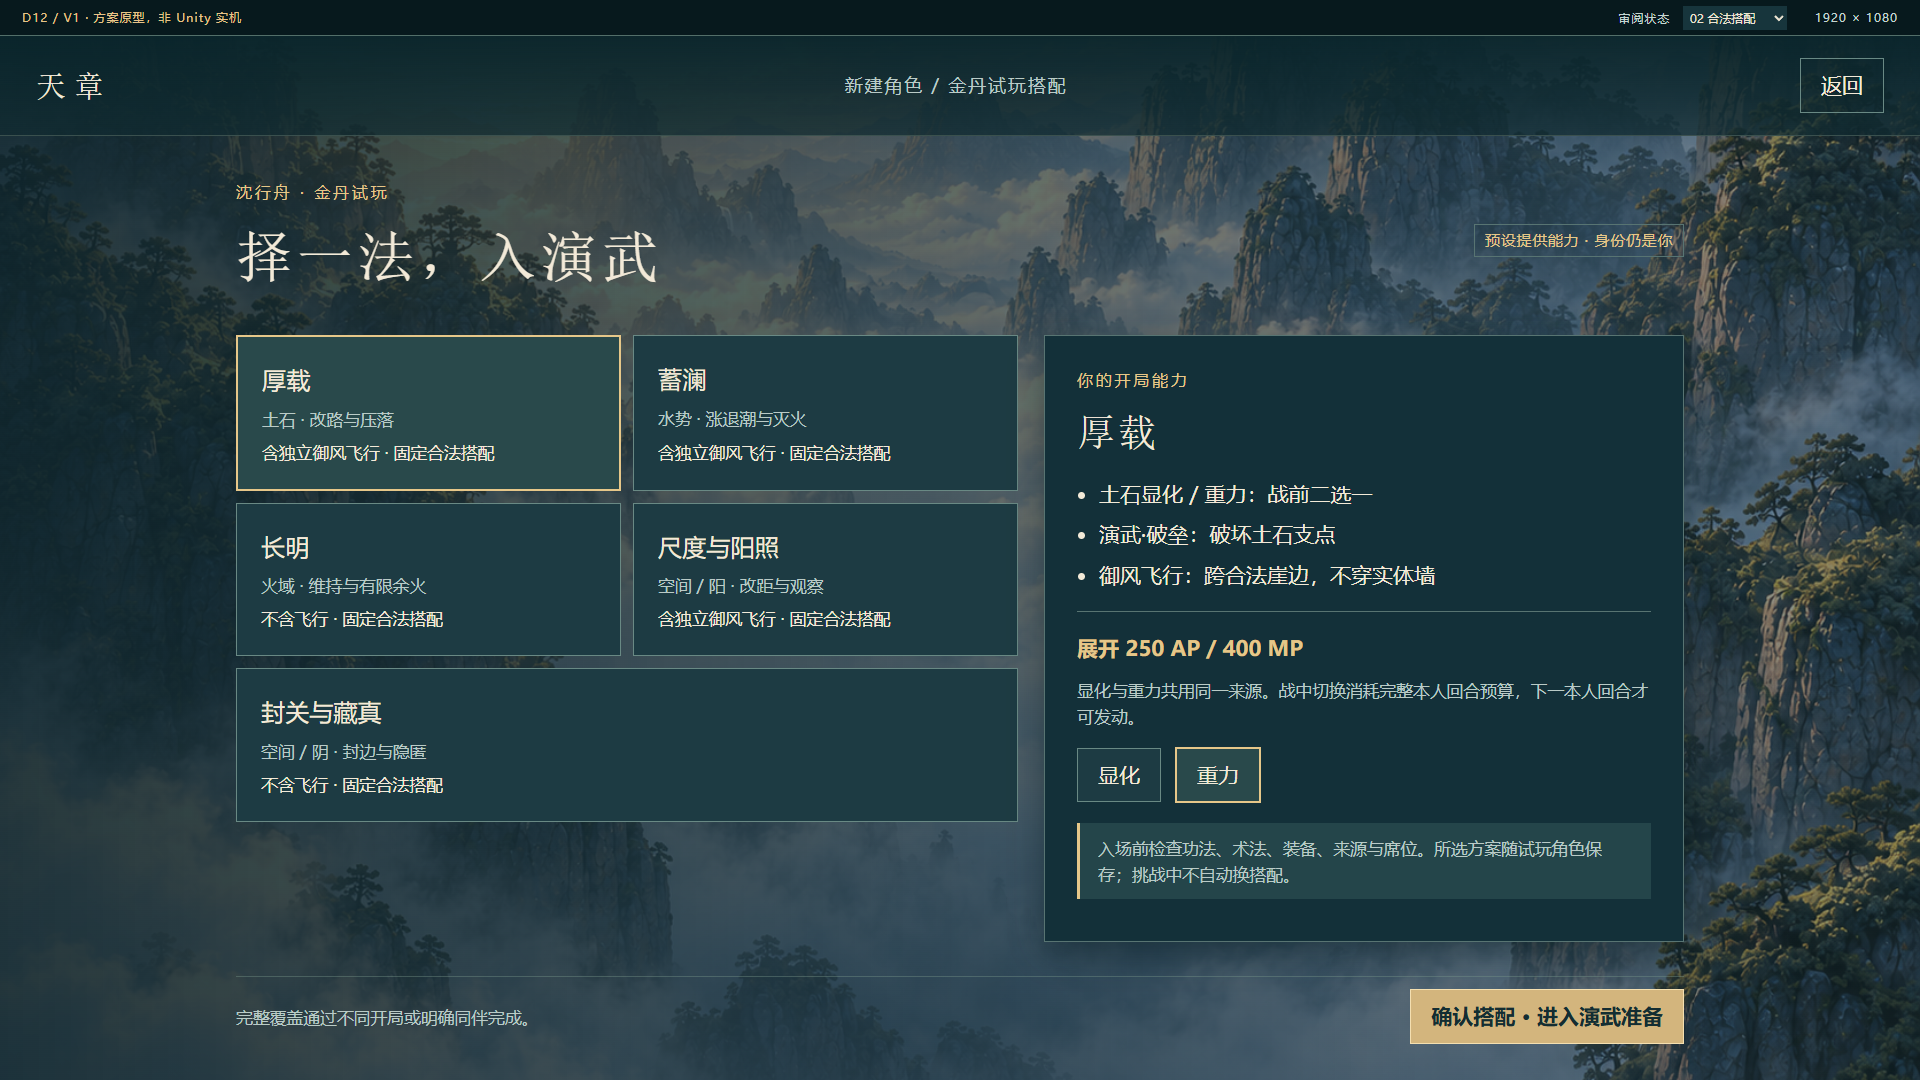 D12 / V1 · 方案原型，非 Unity 实机
审阅状态
02 合法搭配
1920 × 1080
天章
新建角色 / 金丹试玩搭配
返回
沈行舟 · 金丹试玩
择一法，入演武
预设提供能力 · 身份仍是你
厚载
土石 · 改路与压落
含独立御风飞行 · 固定合法搭配
蓄澜
水势 · 涨退潮与灭火
含独立御风飞行 · 固定合法搭配
长明
火域 · 维持与有限余火
不含飞行 · 固定合法搭配
尺度与阳照
空间 / 阳 · 改距与观察
含独立御风飞行 · 固定合法搭配
封关与藏真
空间 / 阴 · 封边与隐匿
不含飞行 · 固定合法搭配
你的开局能力
厚载
• 土石显化 / 重力：战前二选一
• 演武·破垒：破坏土石支点
• 御风飞行：跨合法崖边，不穿实体墙
展开 250 AP / 400 MP
显化与重力共用同一来源。战中切换消耗完整本人回合预算，下一本人回合才
可发动。
显化
重力
入场前检查功法、术法、装备、来源与席位。所选方案随试玩角色保
存；挑战中不自动换搭配。
完整覆盖通过不同开局或明确同伴完成。
确认搭配 • 进入演武准备